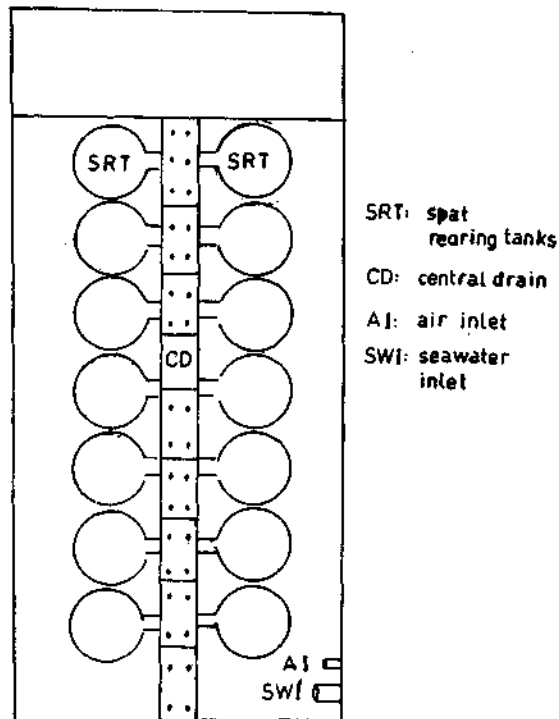 SRT SRT
CD
AI
SWI
SRT: spat
rearing tanks
CD: central drain
AI: air inlet
SWI: seawater
inlet